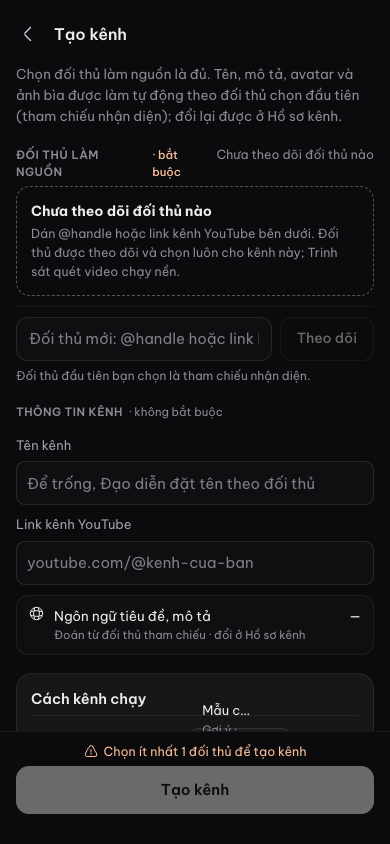 Tạo kênh
Chọn đối thủ làm nguồn là đủ. Tên, mô tả, avatar và
ảnh bìa được làm tự động theo đối thủ chọn đầu tiên
(tham chiếu nhận diện); đổi lại được ở Hồ sơ kênh.
ĐỐI THỦ LÀM NGUỒN · bắt buộc Chưa theo dõi đối thủ nào
Chưa theo dõi đối thủ nào
Dán @handle hoặc link kênh YouTube bên dưới. Đối
thủ được theo dõi và chọn luôn cho kênh này; Trinh
sát quét video chạy nền.
Đối thủ mới: @handle hoặc link Theo dõi
Đối thủ đầu tiên bạn chọn là tham chiếu nhận diện.
THÔNG TIN KÊNH · không bắt buộc
Tên kênh
Để trống, Đạo diễn đặt tên theo đối thủ
Link kênh YouTube
youtube.com/@kenh-cua-ban
Ngôn ngữ tiêu đề, mô tả –
Đoán từ đối thủ tham chiếu · đổi ở Hồ sơ kênh
Cách kênh chạy
Mẫu c...
Gợi ý ·
Chọn ít nhất 1 đối thủ để tạo kênh
Tạo kênh